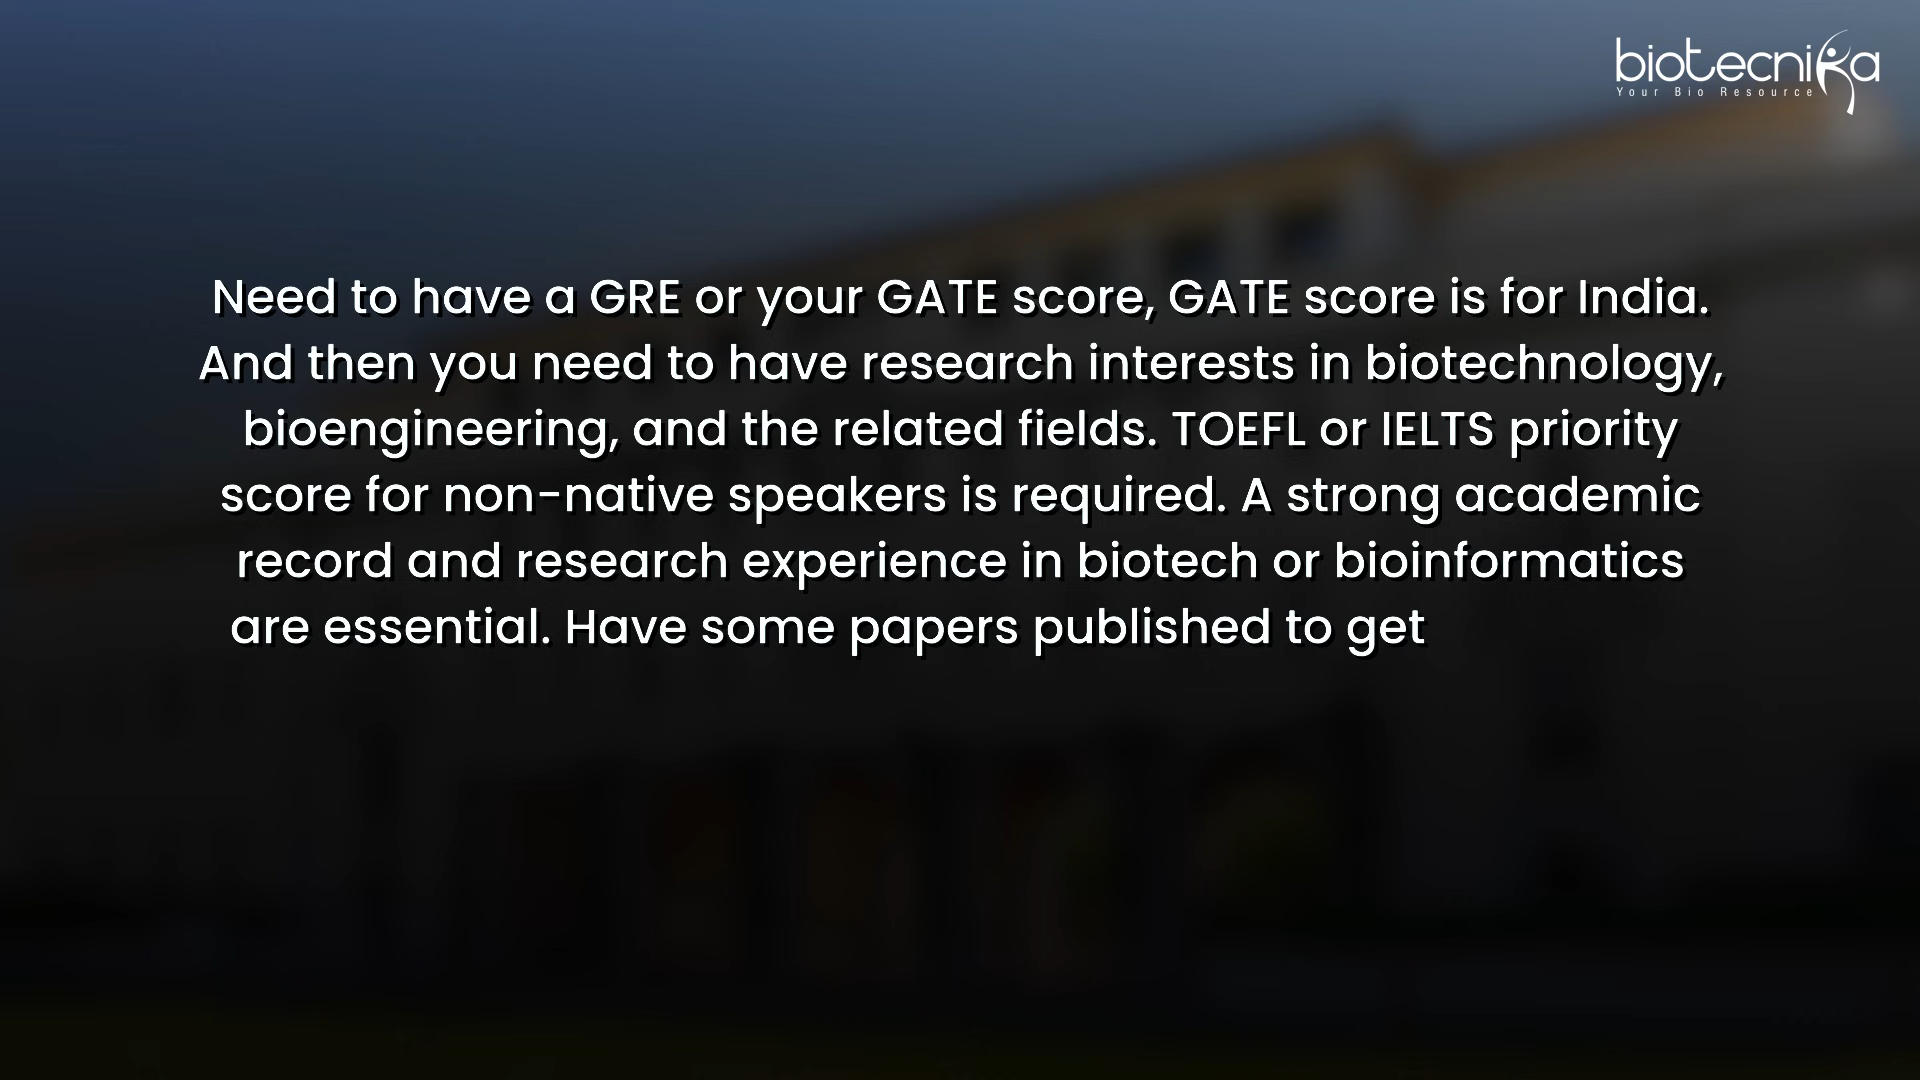 biotecnika
Your Bio Resource
Need to have a GRE or your GATE score, GATE score is for India.
And then you need to have research interests in biotechnology,
bioengineering, and the related fields. TOEFL or IELTS priority
score for non-native speakers is required. A strong academic
record and research experience in biotech or bioinformatics
are essential. Have some papers published to get